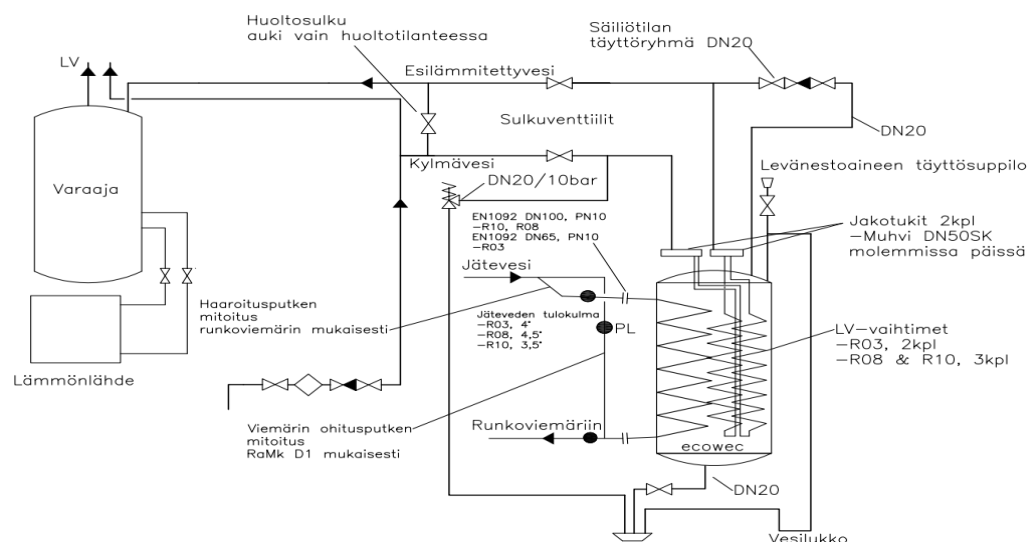 Huoltosulku
auki vain huoltotilanteessa
Säiliötilan
täyttöryhmä DN20
LV
Esilämmitettyvesi
Sulkuventtiilit
DN20
Kylmävesi
Levänestoaineen täyttösuppilo
Varaaja
DN20/10bar
EN1092 DN100, PN10
-R10, R08
EN1092 DN65, PN10
-R03
Jakotukit 2kpl
-Muhvi DN50SK
molemmissa päissä
Jätevesi
Haaroitusputken
mitoitus
runkoviemärin mukaisesti
Jäteveden tulokulma
-R03, 4°
-R08, 4,5°
-R10, 3,5°
PL
LV-vaihtimet
-R03, 2kpl
-R08 & R10, 3kpl
Lämmönlähde
Viemärin ohitusputken
mitoitus
RaMk D1 mukaisesti
Runkoviemäriin
ecowec
DN20
Vesilukko